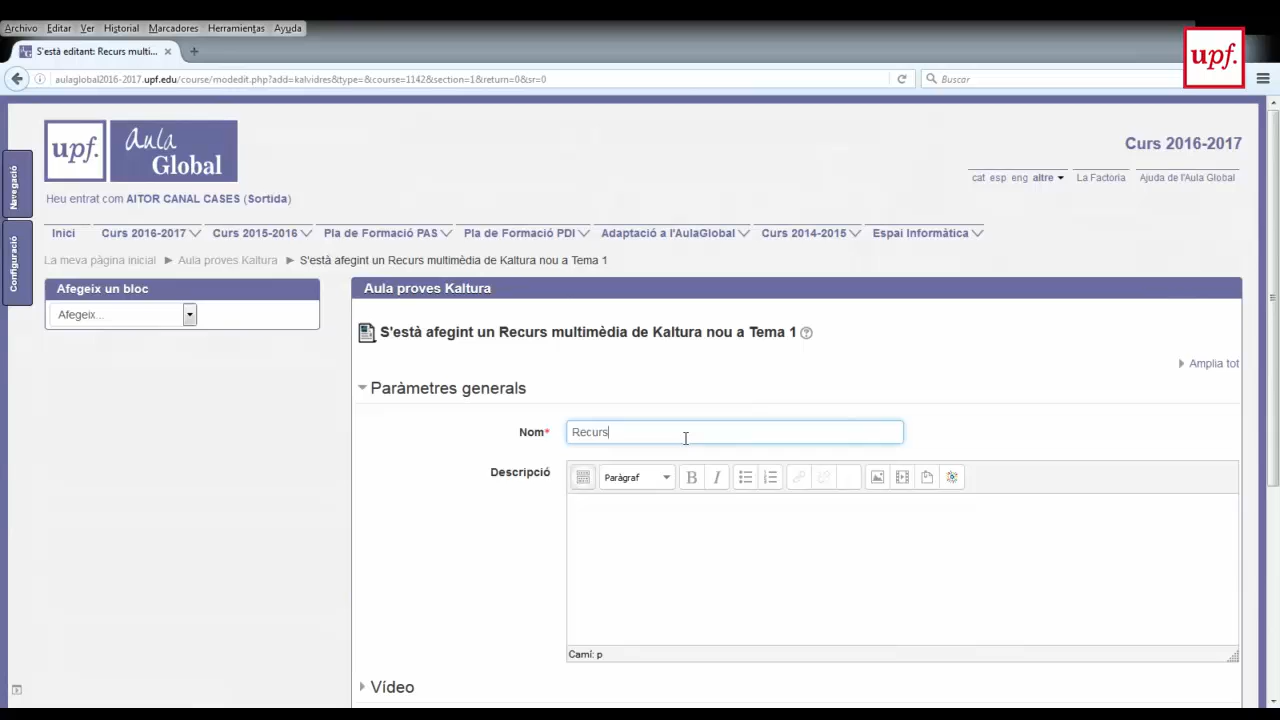 Archivo Editar Ver Historial Marcadores Herramientas Ayuda
S'està editant: Recurs multi...
upf.
aulaglobal2016-2017.upf.edu/course/modedit.php?add=kalvidres&type=&course=1142&section=1&return=0&sr=0
Buscar
upf. Aula Global
Curs 2016-2017
cat esp eng altre La Factoria Ajuda de l'Aula Global
Navegació
Heu entrat com AITOR CANAL CASES (Sortida)
Configuració
Inici Curs 2016-2017 Curs 2015-2016 Pla de Formació PAS Pla de Formació PDI Adaptació a l'AulaGlobal Curs 2014-2015 Espai Informàtica
La meva pàgina inicial Aula proves Kaltura S'està afegint un Recurs multimèdia de Kaltura nou a Tema 1
Afegeix un bloc
Afegeix...
Aula proves Kaltura
S'està afegint un Recurs multimèdia de Kaltura nou a Tema 1
Amplia tot
Paràmetres generals
Nom* Recurs
Descripció
Paràgraf B I
Camí: p
Vídeo